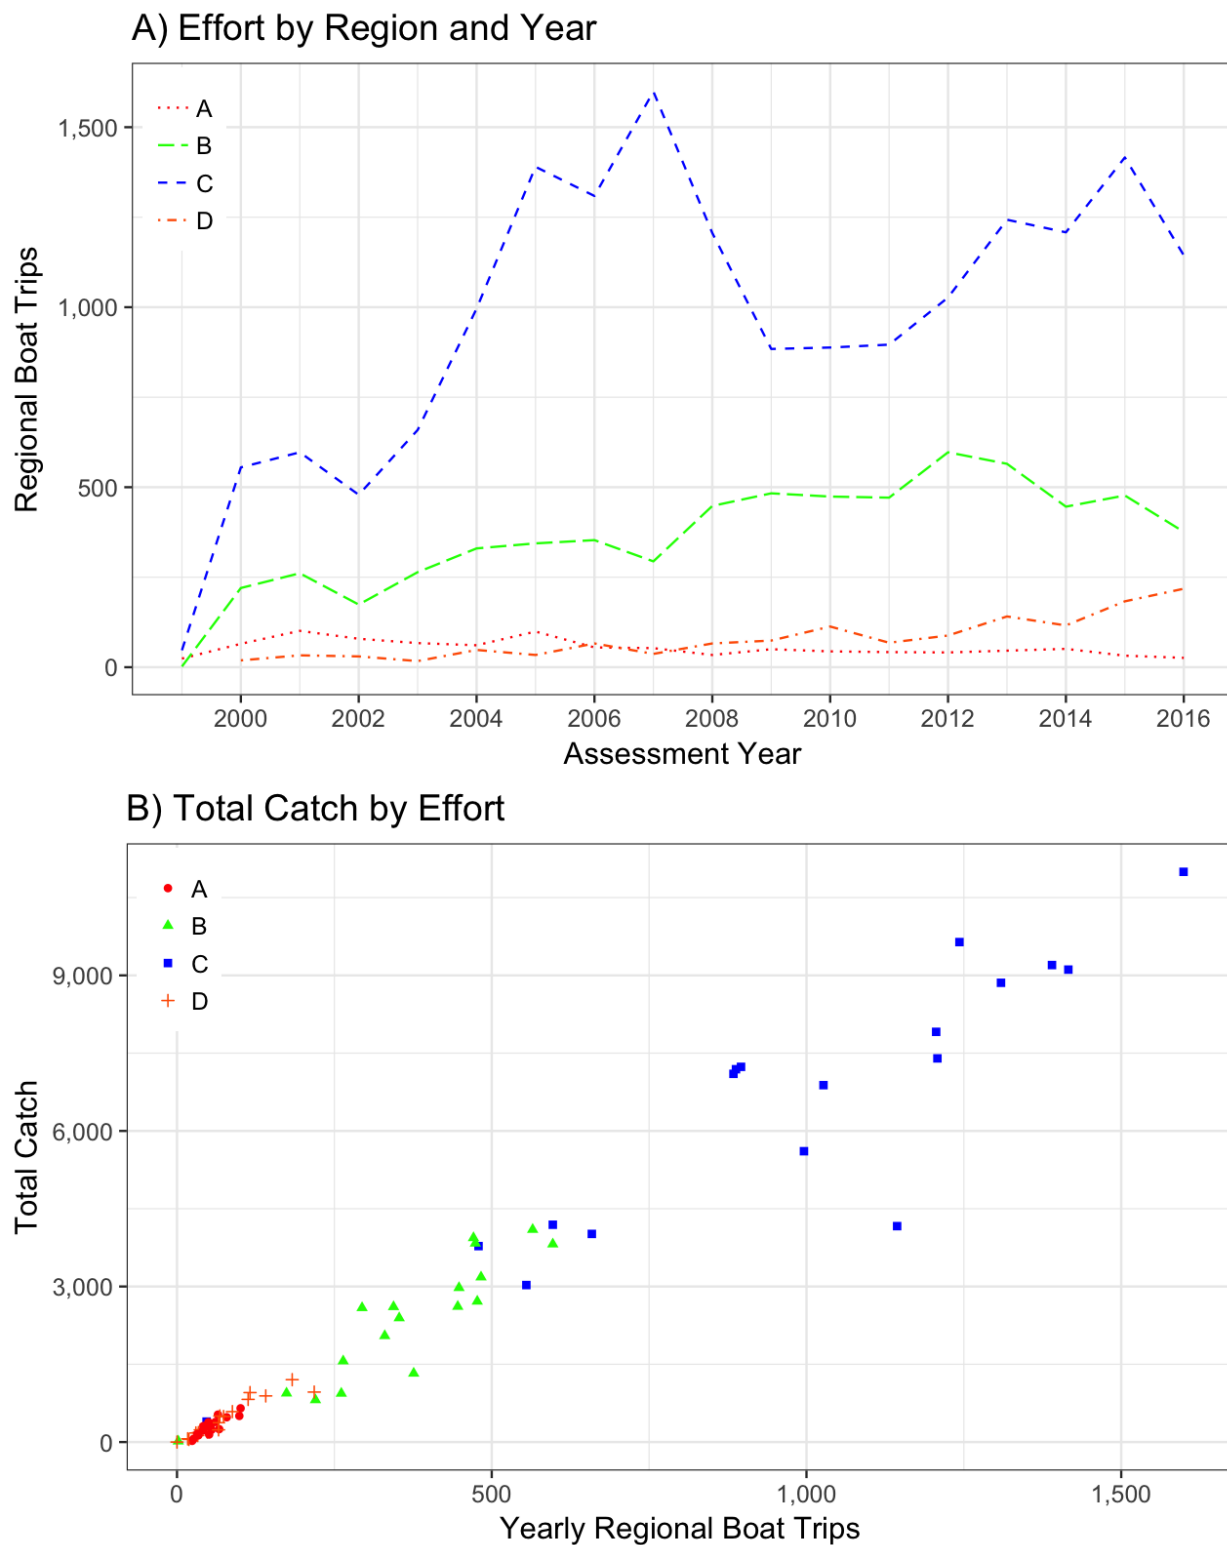 A) Effort by Region and Year
A
B
C
D
1,500
1,000
500
0
Regional Boat Trips
2000 2002 2004 2006 2008 2010 2012 2014 2016
Assessment Year
B) Total Catch by Effort
A
B
C
D
9,000
6,000
3,000
0
Total Catch
0 500 1,000 1,500
Yearly Regional Boat Trips